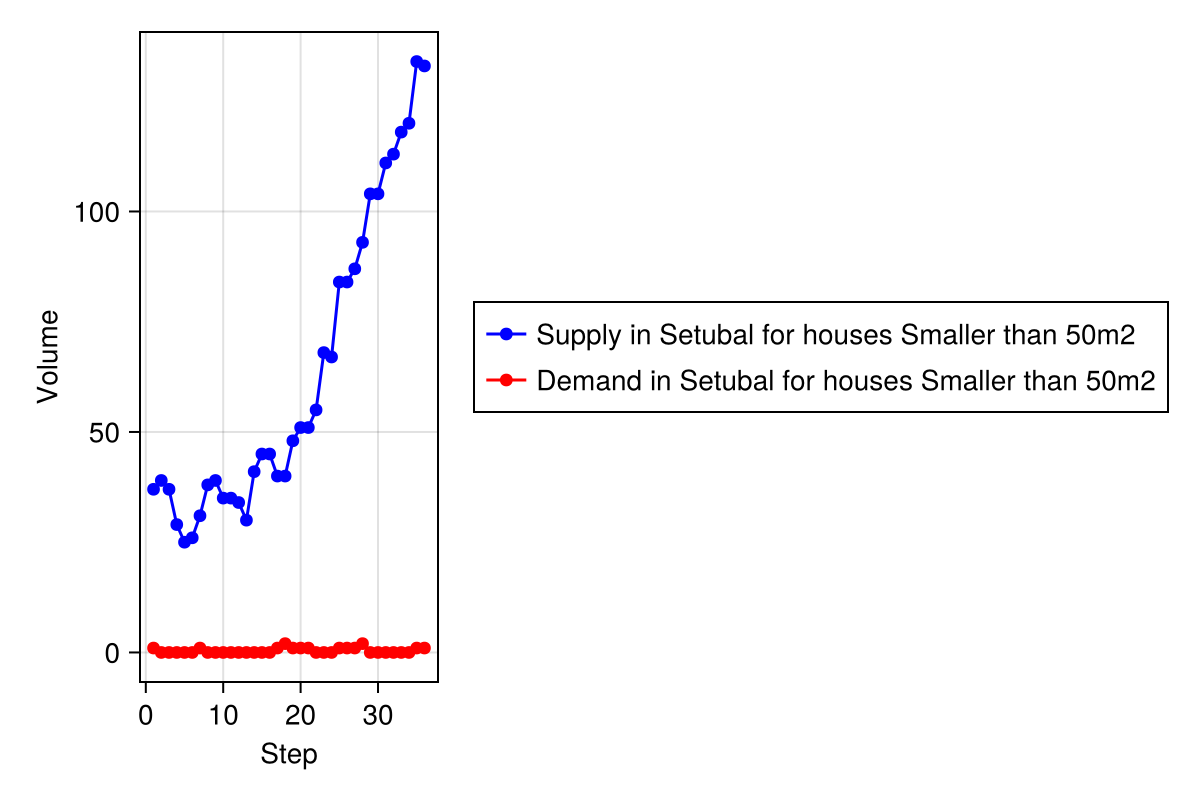 Volume
100
50
0
0 10 20 30
Step
Supply in Setubal for houses Smaller than 50m2
Demand in Setubal for houses Smaller than 50m2